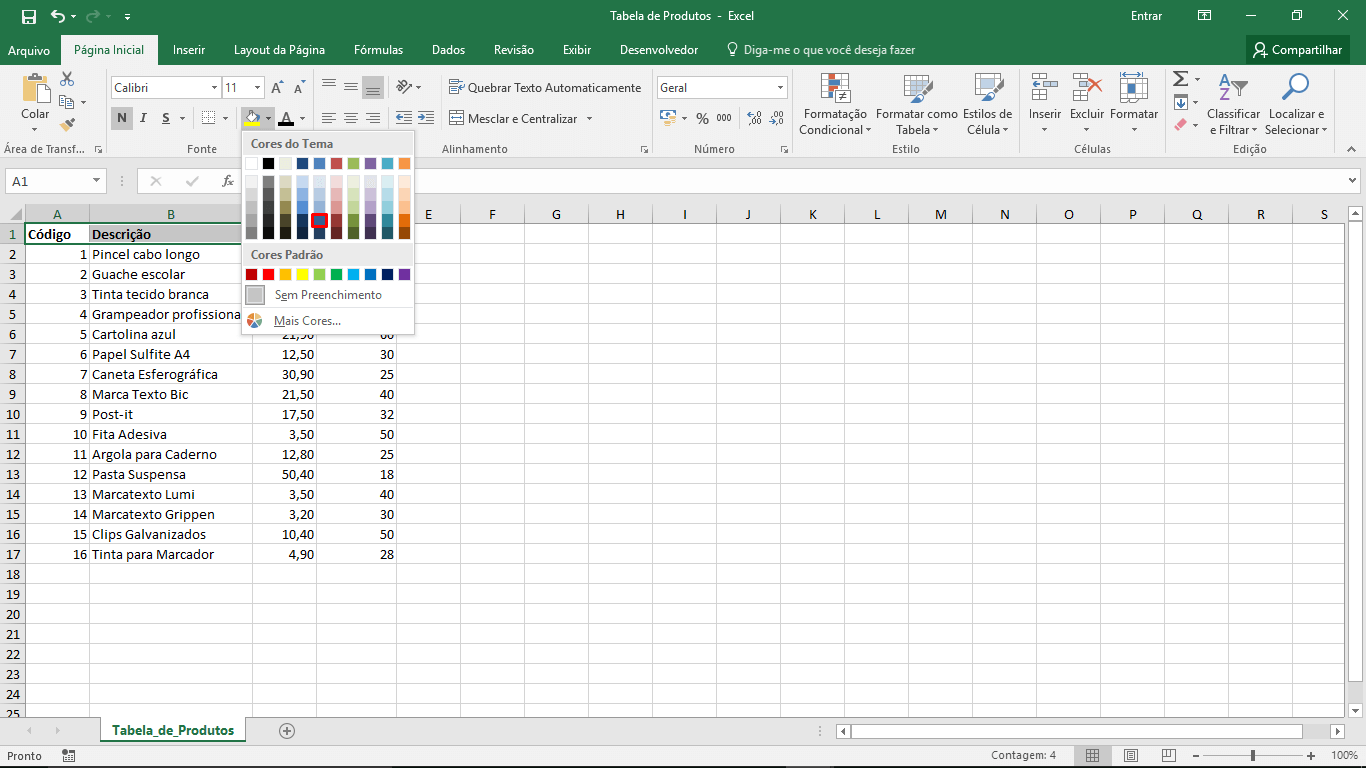 Tabela de Produtos - Excel
Entrar
Arquivo
Página Inicial
Inserir
Layout da Página
Fórmulas
Dados
Revisão
Exibir
Desenvolvedor
Diga-me o que você deseja fazer
Compartilhar
Colar
Calibri
11
N I S
A
Quebrar Texto Automaticamente
Mesclar e Centralizar
Geral
% 000
Formatação Condicional
Formatar como Tabela
Estilos de Célula
Inserir
Excluir
Formatar
Classificar e Filtrar
Localizar e Selecionar
Área de Transf...
Fonte
Alinhamento
Número
Estilo
Células
Edição
Cores do Tema
Cores Padrão
Sem Preenchimento
Mais Cores...
A1
fx
A B E F G H I J K L M N O P Q R S
1 Código Descrição
2 1 Pincel cabo longo
3 2 Guache escolar
4 3 Tinta tecido branca
5 4 Grampeador profissiona
6 5 Cartolina azul 21,90 60
7 6 Papel Sulfite A4 12,50 30
8 7 Caneta Esferográfica 30,90 25
9 8 Marca Texto Bic 21,50 40
10 9 Post-it 17,50 32
11 10 Fita Adesiva 3,50 50
12 11 Argola para Caderno 12,80 25
13 12 Pasta Suspensa 50,40 18
14 13 Marcatexto Lumi 3,50 40
15 14 Marcatexto Grippen 3,20 30
16 15 Clips Galvanizados 10,40 50
17 16 Tinta para Marcador 4,90 28
18
19
20
21
22
23
24
25
Tabela_de_Produtos
Pronto
Contagem: 4
100%